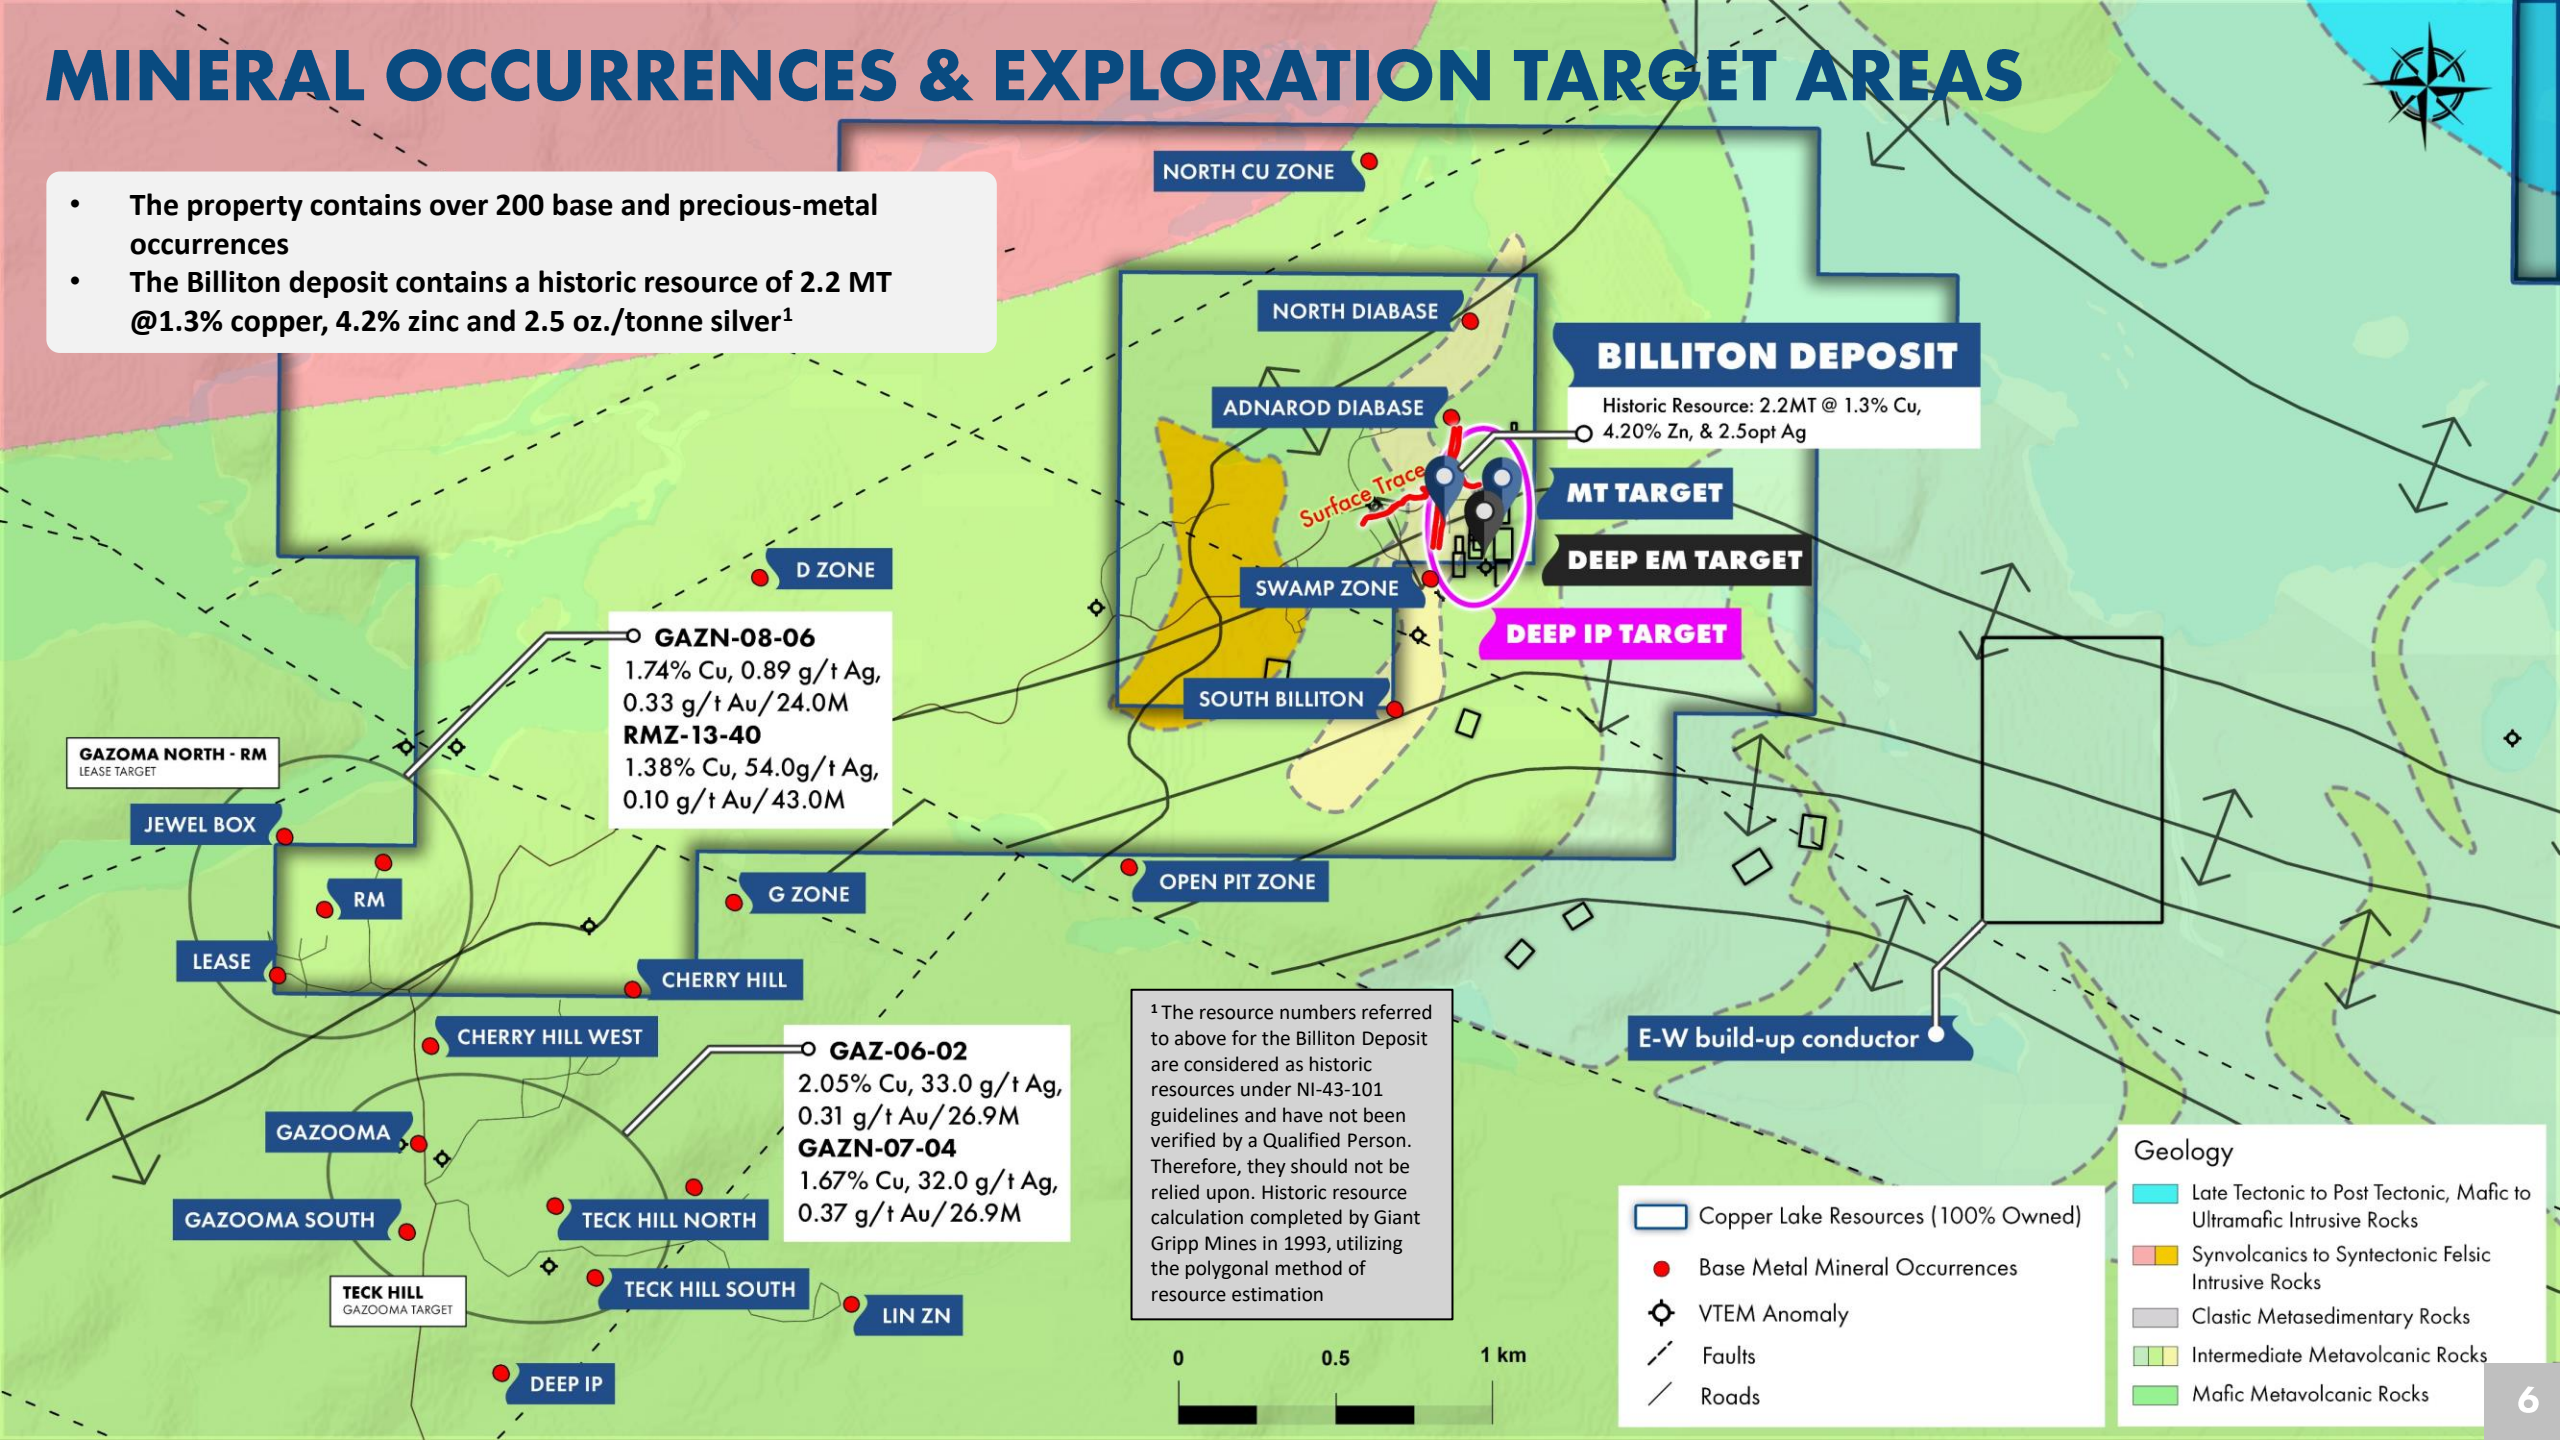 MINERAL OCCURRENCES & EXPLORATION TARGET AREAS
• The property contains over 200 base and precious-metal
occurrences
• The Billiton deposit contains a historic resource of 2.2 MT
@1.3% copper, 4.2% zinc and 2.5 oz./tonne silver¹
NORTH CU ZONE
NORTH DIABASE
BILLITON DEPOSIT
Historic Resource: 2.2MT @ 1.3% Cu,
4.20% Zn, & 2.5opt Ag
ADNAROD DIABASE
Surface Trace
MT TARGET
DEEP EM TARGET
SWAMP ZONE
DEEP IP TARGET
SOUTH BILLITON
D ZONE
GAZN-08-06
1.74% Cu, 0.89 g/t Ag,
0.33 g/t Au/24.0M
RMZ-13-40
1.38% Cu, 54.0g/t Ag,
0.10 g/t Au/43.0M
GAZOMA NORTH - RM
LEASE TARGET
JEWEL BOX
RM
LEASE
G ZONE
OPEN PIT ZONE
CHERRY HILL
CHERRY HILL WEST
GAZ-06-02
2.05% Cu, 33.0 g/t Ag,
0.31 g/t Au/26.9M
GAZN-07-04
1.67% Cu, 32.0 g/t Ag,
0.37 g/t Au/26.9M
GAZOOMA
GAZOOMA SOUTH
TECK HILL NORTH
TECK HILL SOUTH
TECK HILL
GAZOOMA TARGET
LIN ZN
DEEP IP
¹ The resource numbers referred
to above for the Billiton Deposit
are considered as historic
resources under NI-43-101
guidelines and have not been
verified by a Qualified Person.
Therefore, they should not be
relied upon. Historic resource
calculation completed by Giant
Gripp Mines in 1993, utilizing
the polygonal method of
resource estimation
0 0.5 1 km
E-W build-up conductor
Copper Lake Resources (100% Owned)
Base Metal Mineral Occurrences
VTEM Anomaly
Faults
Roads
Geology
Late Tectonic to Post Tectonic, Mafic to
Ultramafic Intrusive Rocks
Synvolcanics to Syntectonic Felsic
Intrusive Rocks
Clastic Metasedimentary Rocks
Intermediate Metavolcanic Rocks
Mafic Metavolcanic Rocks
6